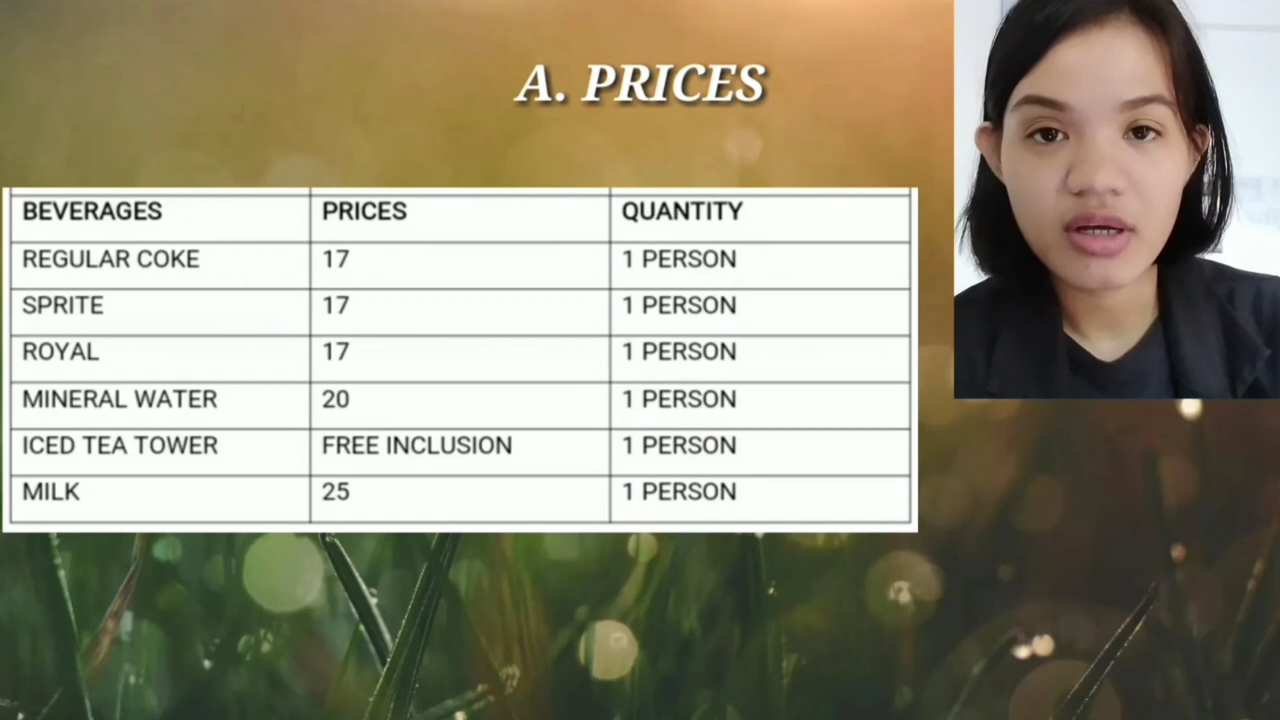 A. PRICES
BEVERAGES PRICES QUANTITY
REGULAR COKE 17 1 PERSON
SPRITE 17 1 PERSON
ROYAL 17 1 PERSON
MINERAL WATER 20 1 PERSON
ICED TEA TOWER FREE INCLUSION 1 PERSON
MILK 25 1 PERSON